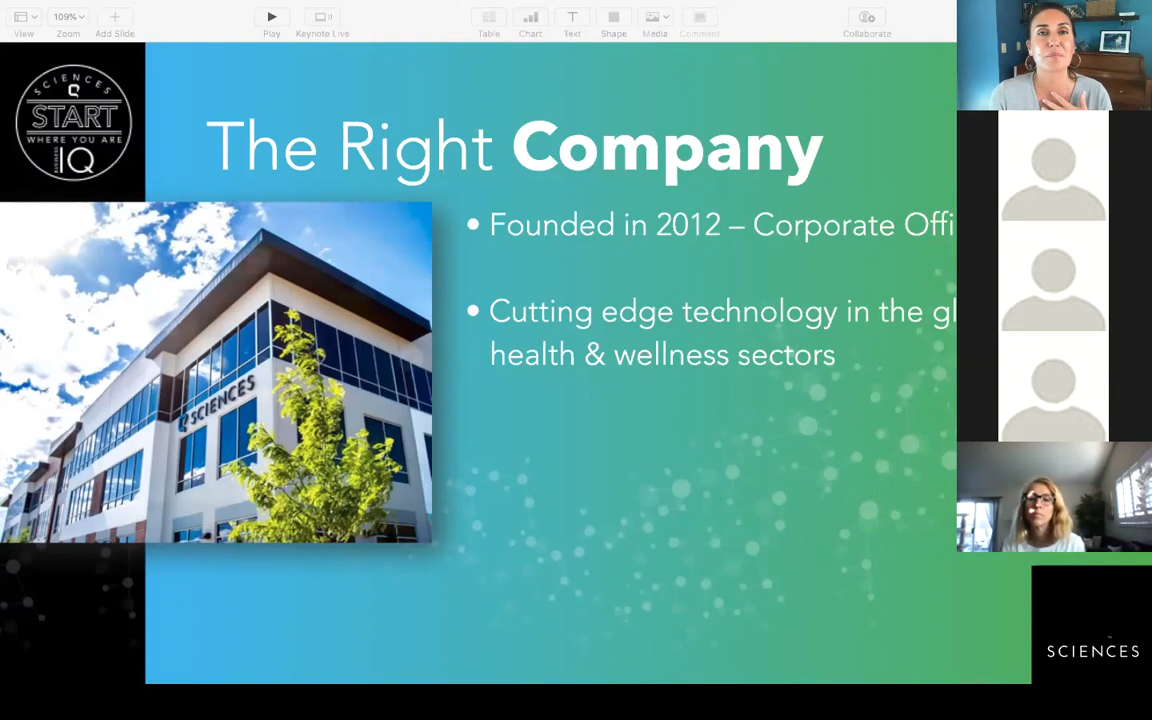 109%
View
Zoom
Add Slide
Play
Keynote Live
Table
Chart
Text
Shape
Media
Comment
Collaborate
SCIENCES
Q
START
WHERE YOU ARE
IQ
The Right Company
• Founded in 2012 – Corporate Offi
• Cutting edge technology in the gl
health & wellness sectors
Q SCIENCES
SCIENCES